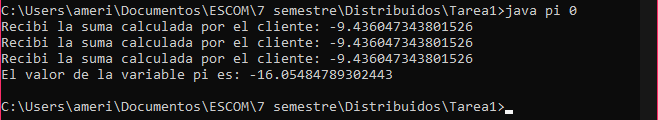 C:\Users\ameri\Documentos\ESCOM\7 semestre\Distribuidos\Tarea1>java pi 0
Recibi la suma calculada por el cliente: -9.436047343801526
Recibi la suma calculada por el cliente: -9.436047343801526
Recibi la suma calculada por el cliente: -9.436047343801526
El valor de la variable pi es: -16.05484789302443
C:\Users\ameri\Documentos\ESCOM\7 semestre\Distribuidos\Tarea1>